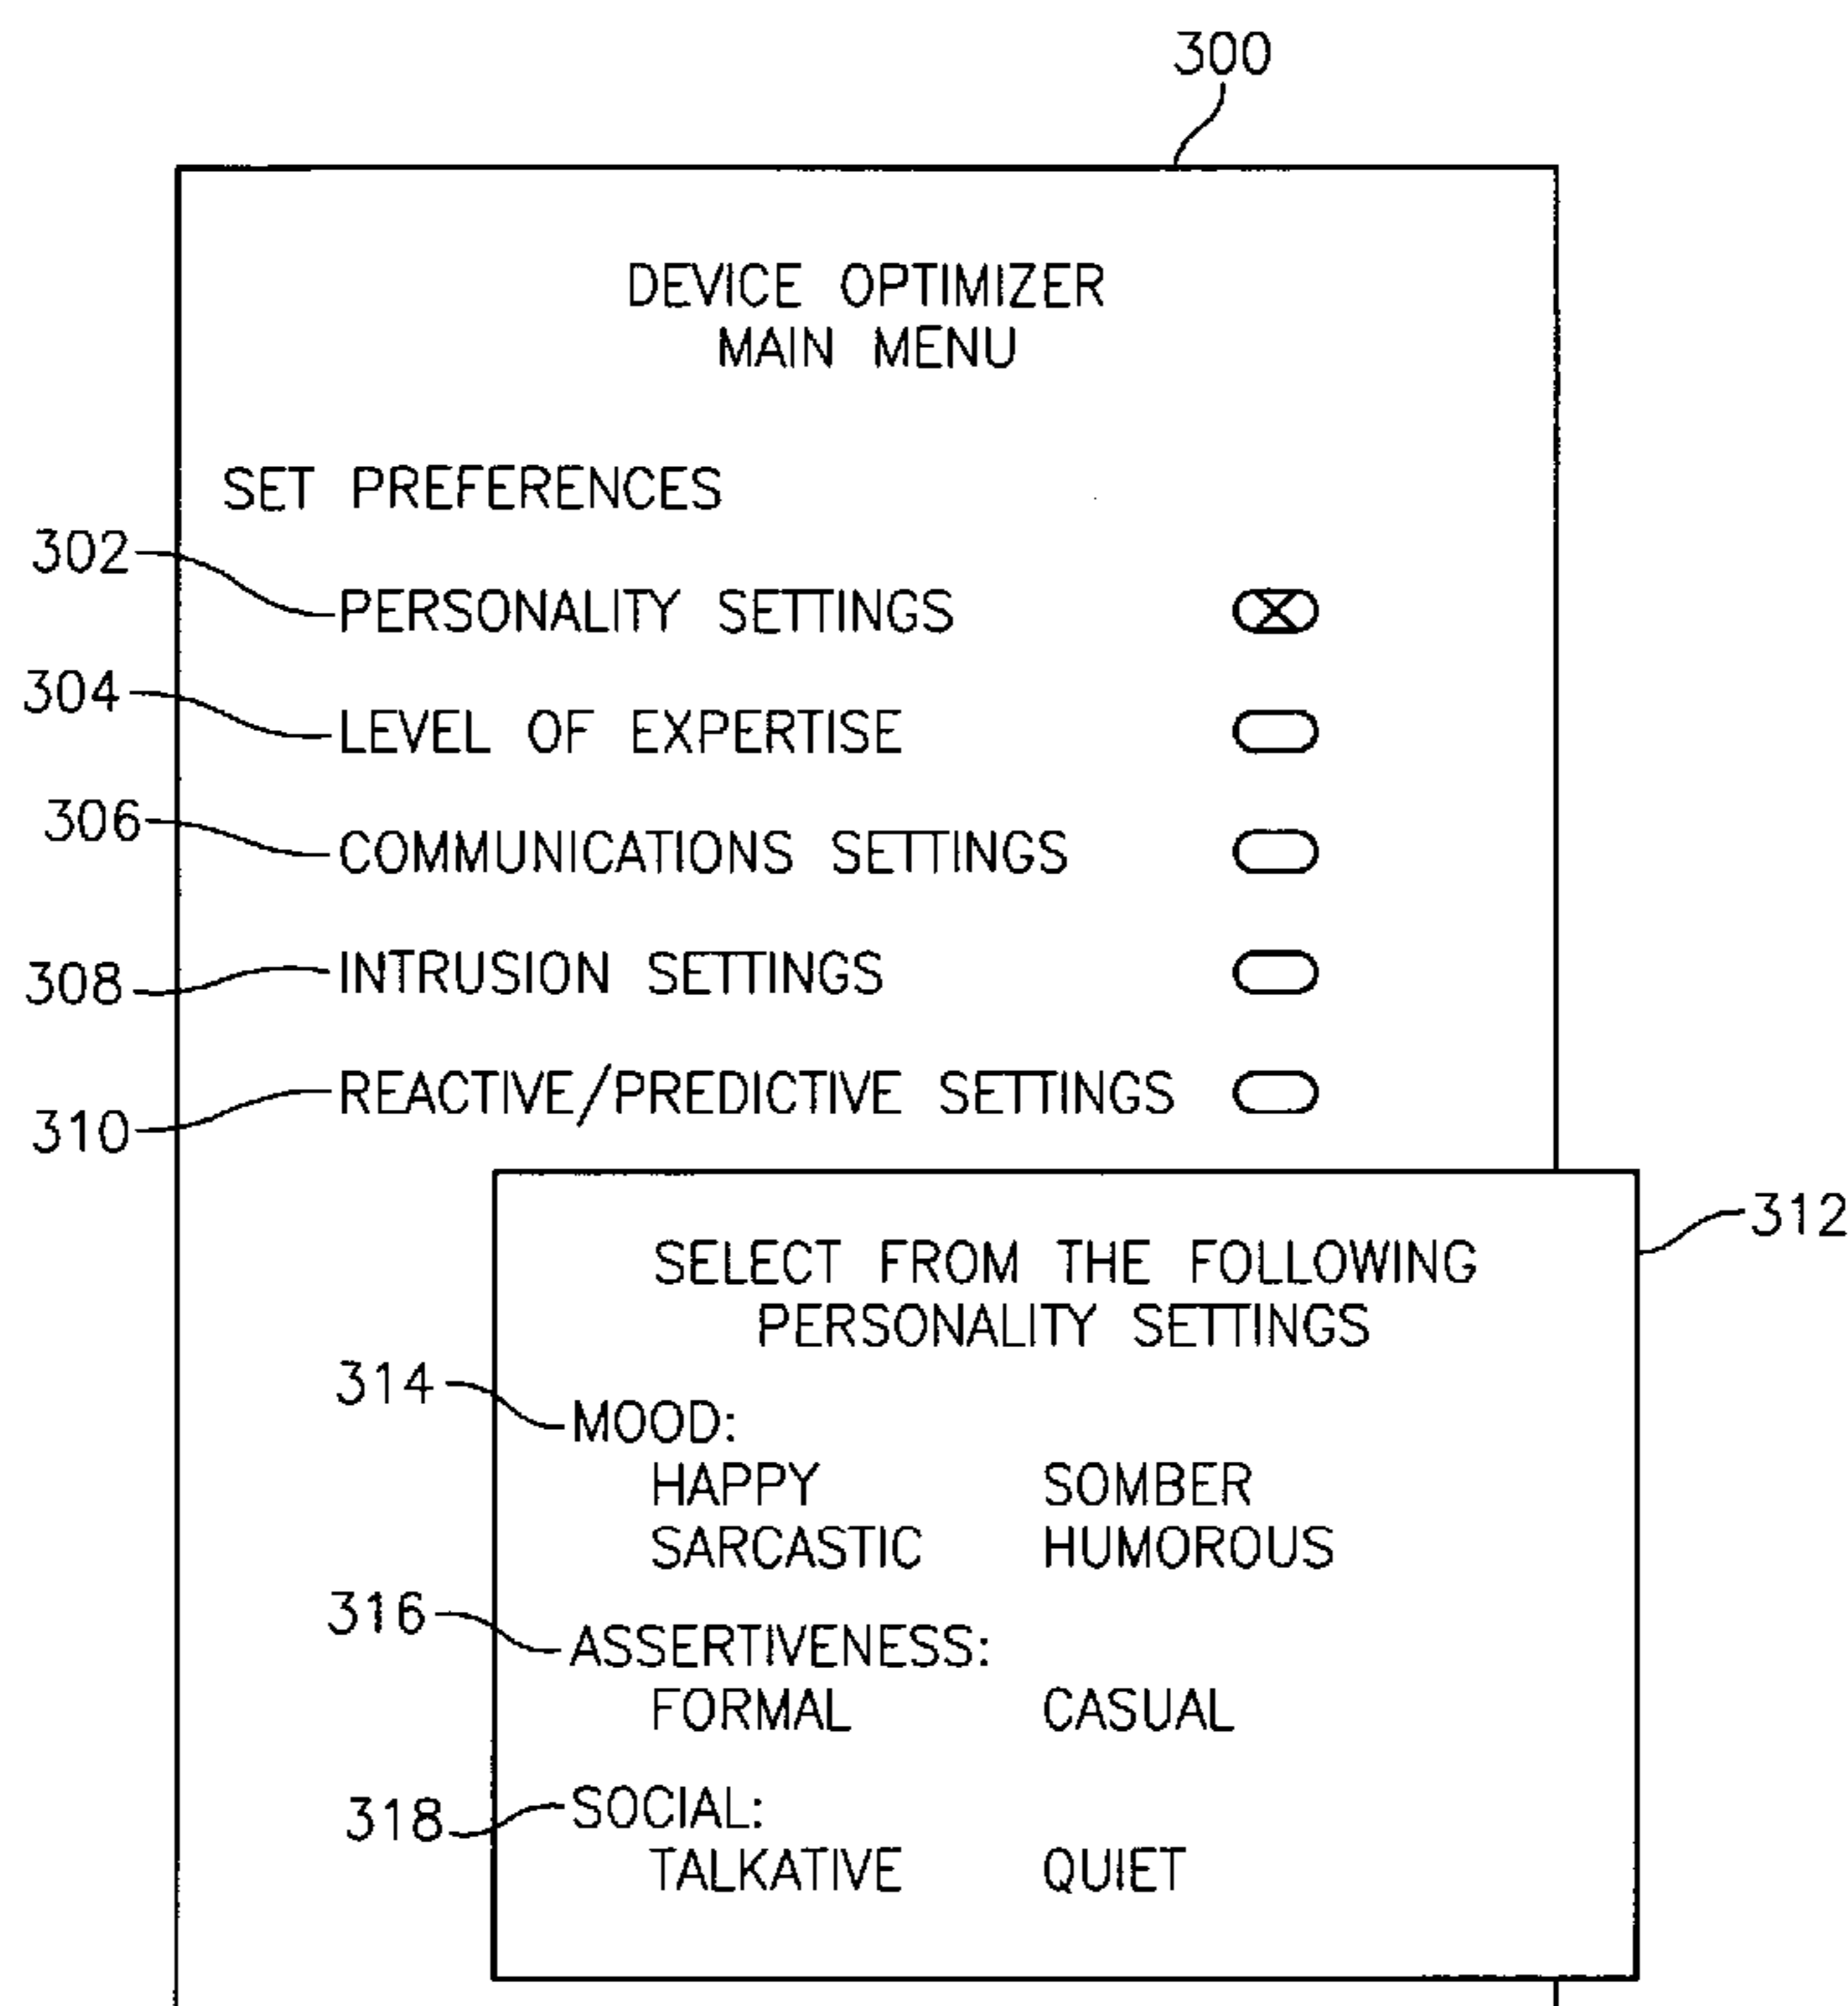 300
DEVICE OPTIMIZER
MAIN MENU
SET PREFERENCES
302
PERSONALITY SETTINGS
304
LEVEL OF EXPERTISE
306
COMMUNICATIONS SETTINGS
308
INTRUSION SETTINGS
310
REACTIVE/PREDICTIVE SETTINGS
312
SELECT FROM THE FOLLOWING
PERSONALITY SETTINGS
314
MOOD:
HAPPY SOMBER
SARCASTIC HUMOROUS
316
ASSERTIVENESS:
FORMAL CASUAL
318
SOCIAL:
TALKATIVE QUIET